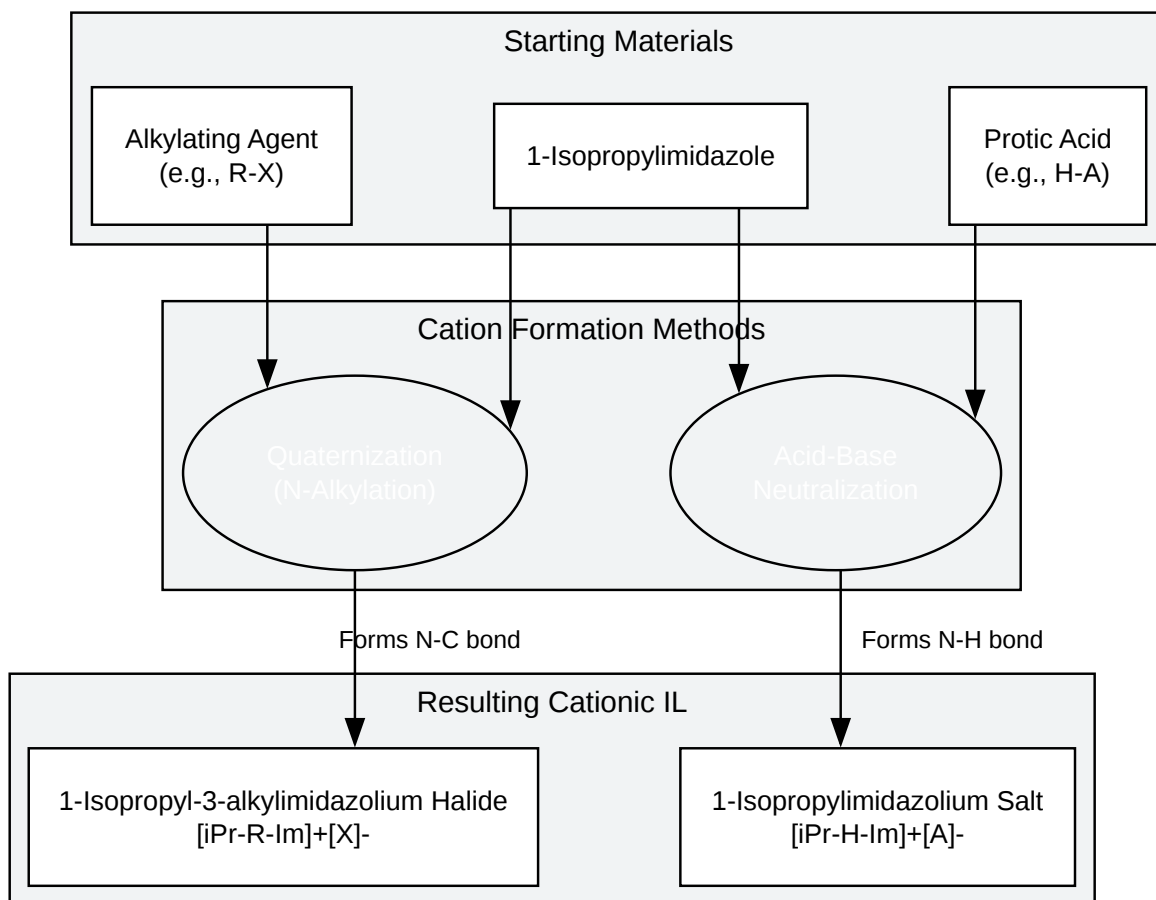 Starting Materials
Alkylating Agent
(e.g., R-X)
1-Isopropylimidazole
Protic Acid
(e.g., H-A)
Cation Formation Methods
Quaternization
(N-Alkylation)
Acid-Base
Neutralization
Forms N-C bond
Forms N-H bond
Resulting Cationic IL
1-Isopropyl-3-alkylimidazolium Halide
[iPr-R-Im]+[X]-
1-Isopropylimidazolium Salt
[iPr-H-Im]+[A]-